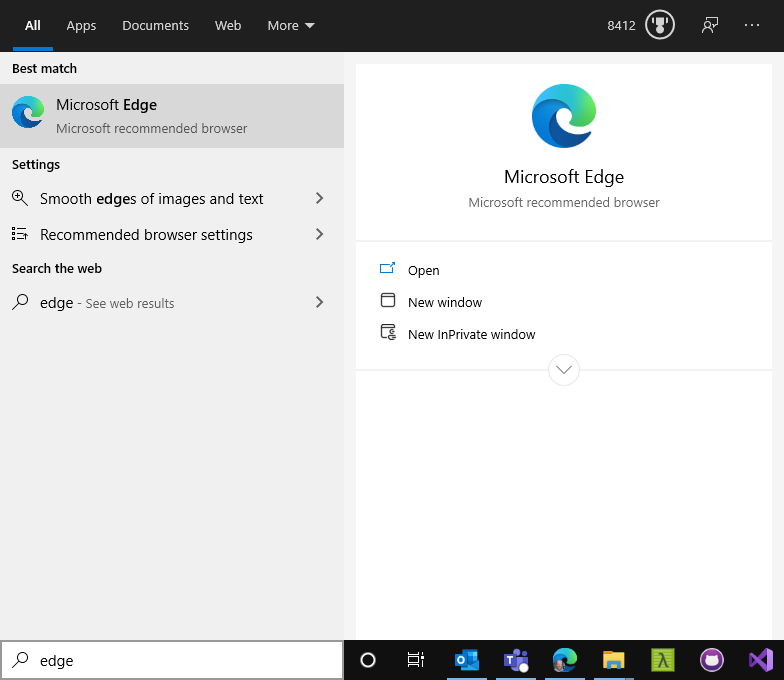 All Apps Documents Web More 8412 ...
Best match
Microsoft Edge
Microsoft recommended browser
Settings
Smooth edges of images and text
Recommended browser settings
Search the web
edge - See web results
Microsoft Edge
Microsoft recommended browser
Open
New window
New InPrivate window
edge